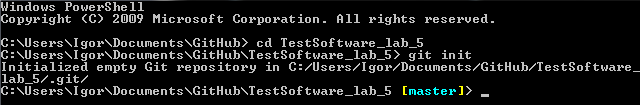 Windows PowerShell
Copyright (C) 2009 Microsoft Corporation. All rights reserved.
C:\Users\Igor\Documents\GitHub> cd TestSoftware_lab_5
C:\Users\Igor\Documents\GitHub\TestSoftware_lab_5> git init
Initialized empty Git repository in C:/Users/Igor/Documents/GitHub/TestSoftware_
lab_5/.git/
C:\Users\Igor\Documents\GitHub\TestSoftware_lab_5 [master]> _